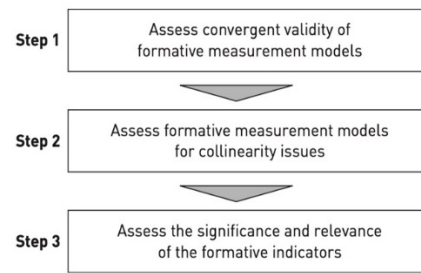 Step 1
Assess convergent validity of
formative measurement models
Step 2
Assess formative measurement models
for collinearity issues
Step 3
Assess the significance and relevance
of the formative indicators